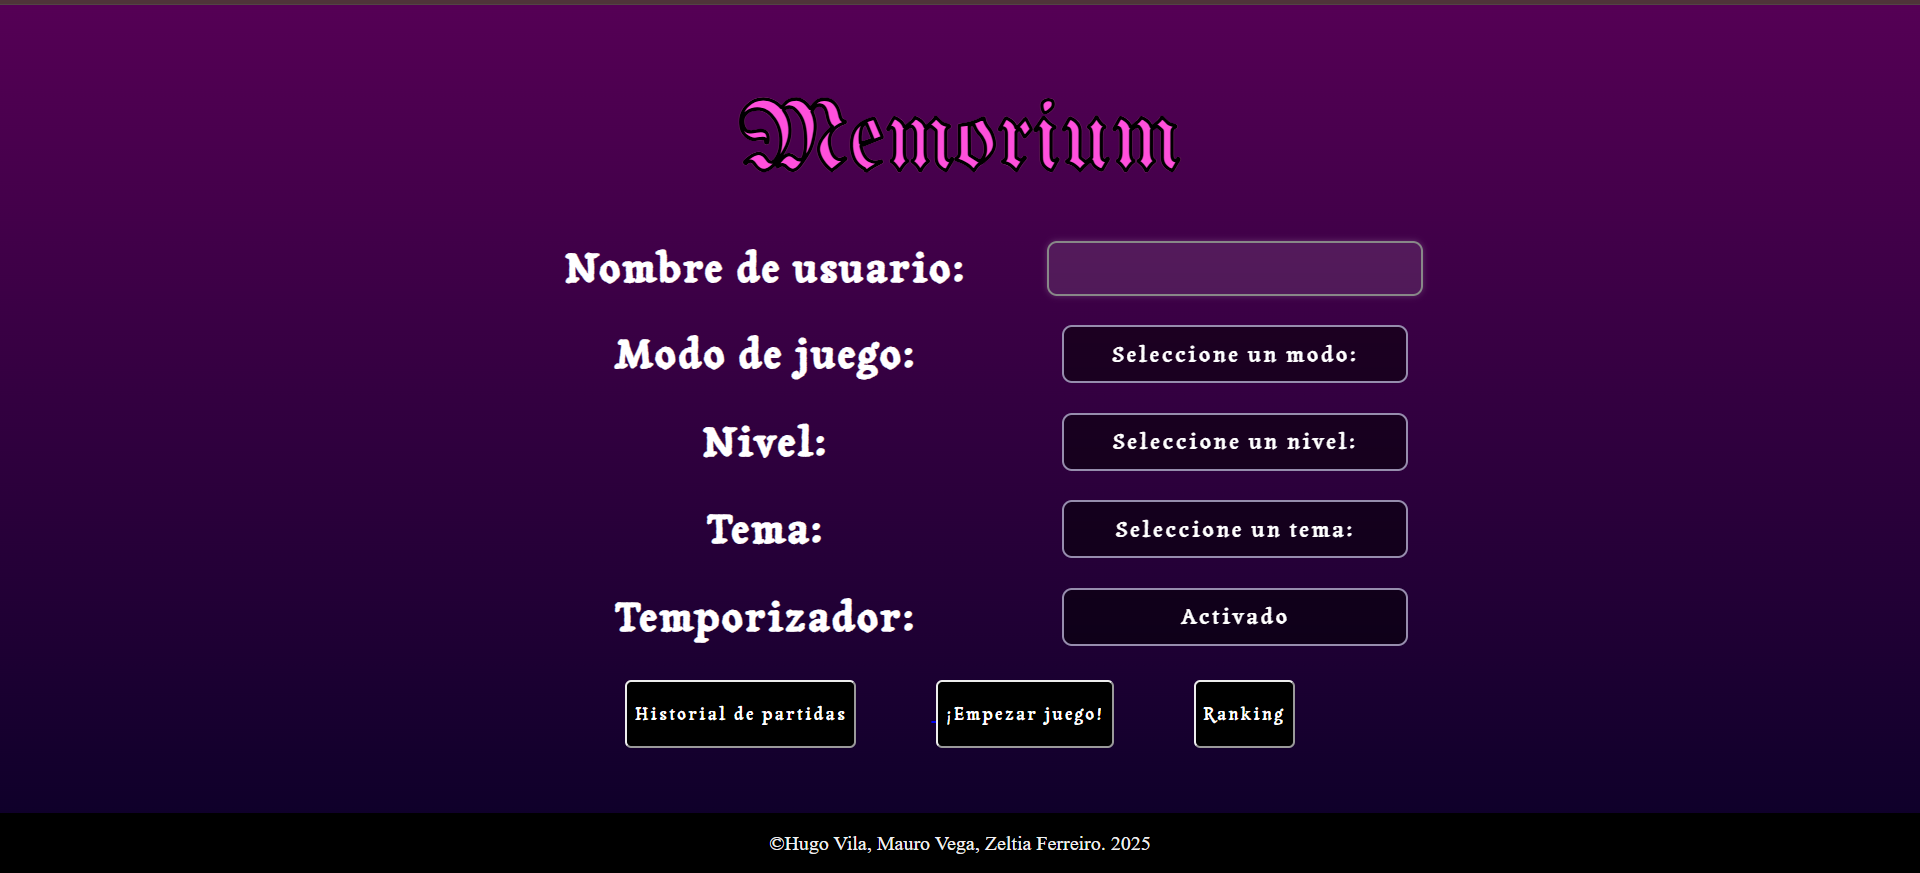 Memorium
Nombre de usuario:
Modo de juego: Seleccione un modo:
Nivel: Seleccione un nivel:
Tema: Seleccione un tema:
Temporizador: Activado
Historial de partidas ¡Empezar juego! Ranking
©Hugo Vila, Mauro Vega, Zeltia Ferreiro. 2025